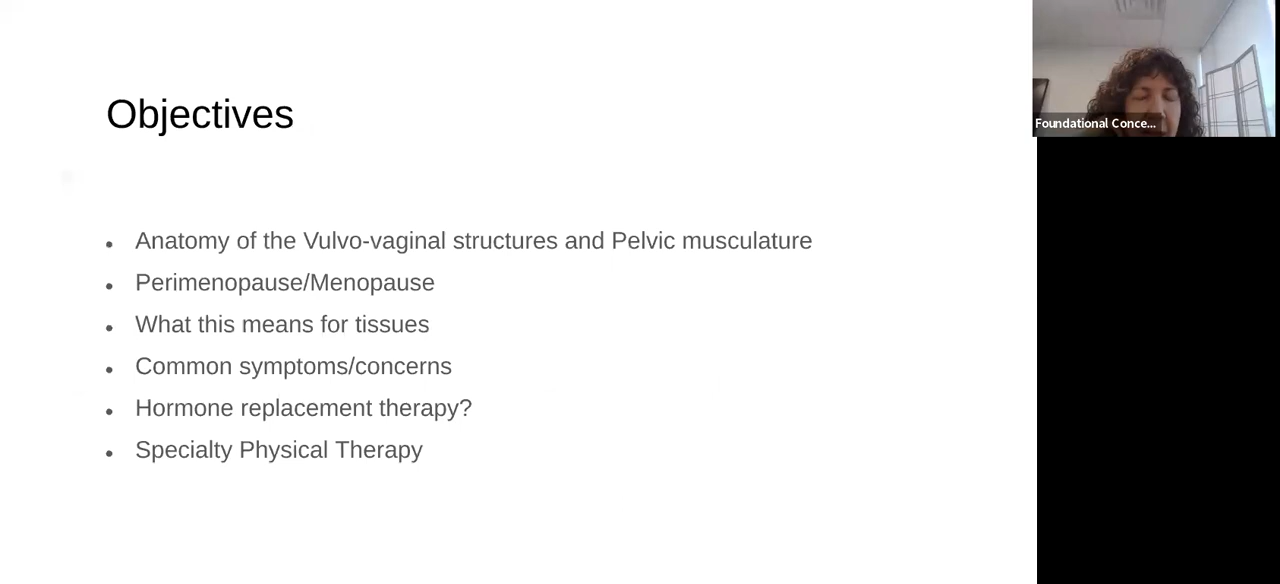 Objectives
Foundational Conce...
• Anatomy of the Vulvo-vaginal structures and Pelvic musculature
• Perimenopause/Menopause
• What this means for tissues
• Common symptoms/concerns
• Hormone replacement therapy?
• Specialty Physical Therapy